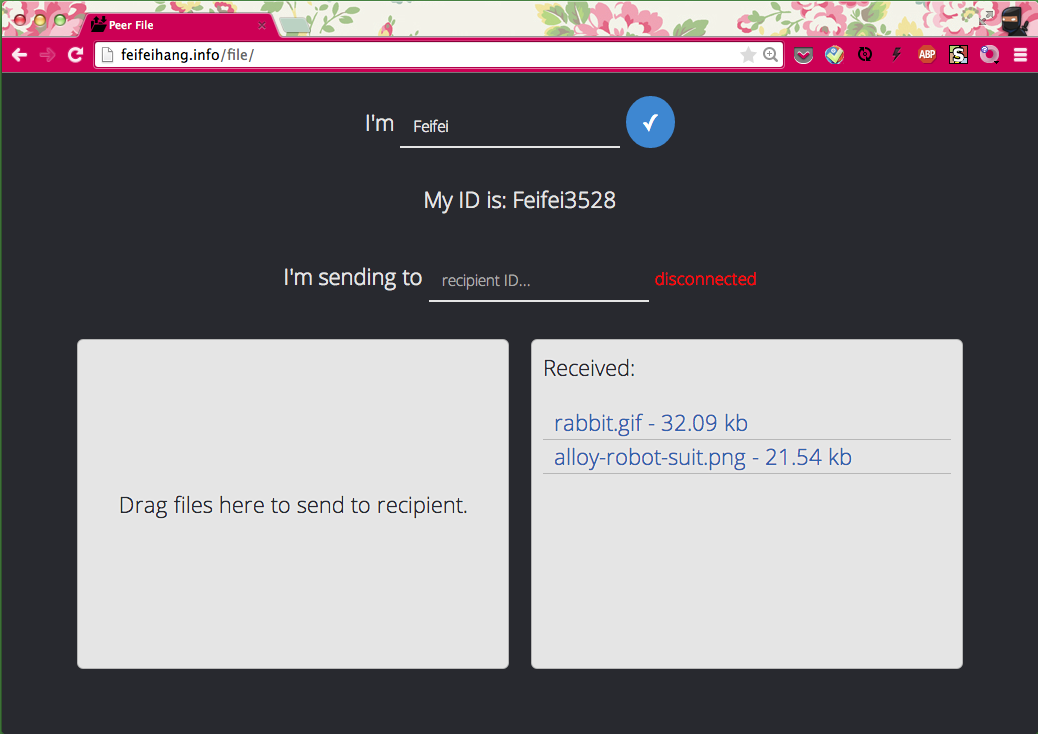 Peer File
feifeihang.info/file/
ABP
S
I'm Feifei
My ID is: Feifei3528
I'm sending to recipient ID... disconnected
Drag files here to send to recipient.
Received:
rabbit.gif - 32.09 kb
alloy-robot-suit.png - 21.54 kb